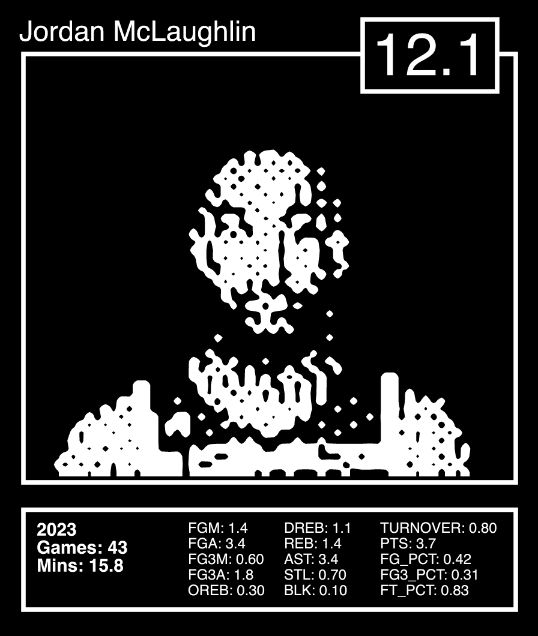 Jordan McLaughlin
12.1
2023
Games: 43
Mins: 15.8
FGM: 1.4
FGA: 3.4
FG3M: 0.60
FG3A: 1.8
OREB: 0.30
DREB: 1.1
REB: 1.4
AST: 3.4
STL: 0.70
BLK: 0.10
TURNOVER: 0.80
PTS: 3.7
FG_PCT: 0.42
FG3_PCT: 0.31
FT_PCT: 0.83